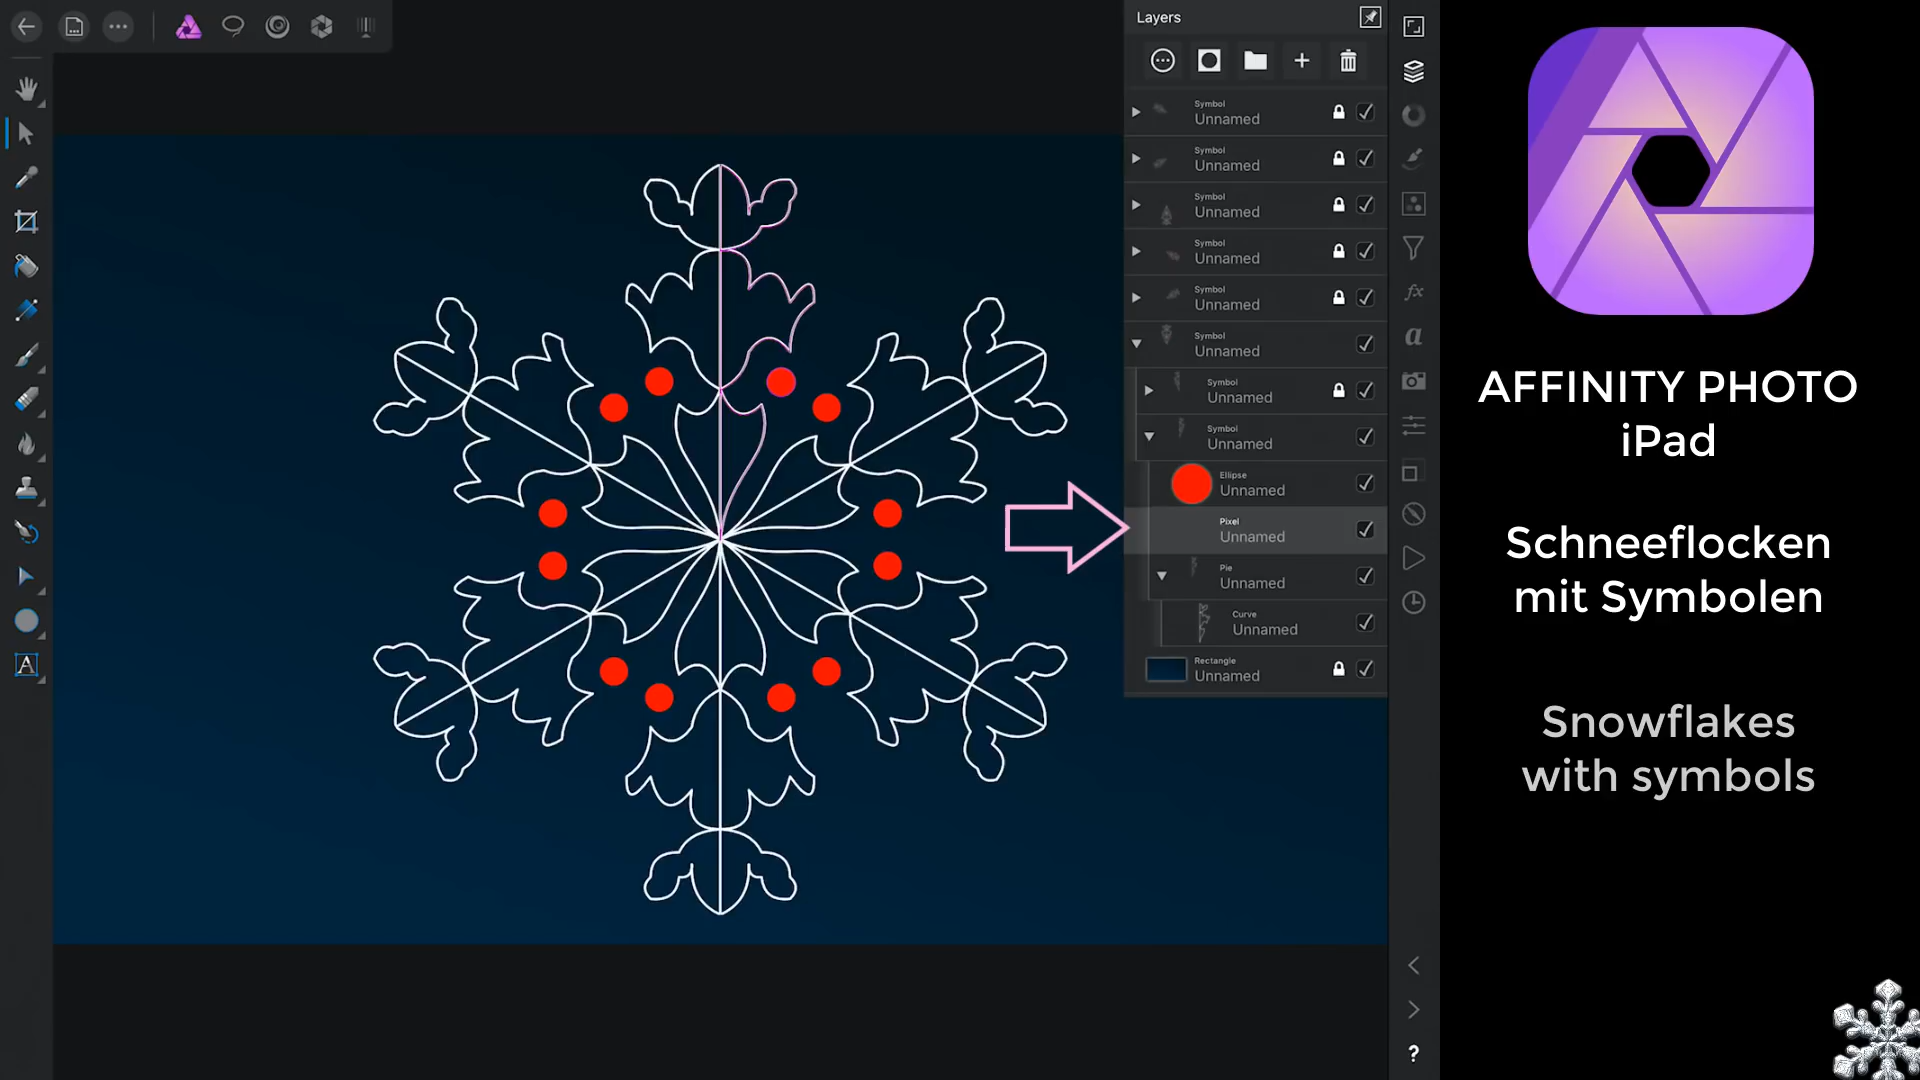 Layers
Symbol
Unnamed
Symbol
Unnamed
Symbol
Unnamed
Symbol
Unnamed
Symbol
Unnamed
Symbol
Unnamed
Symbol
Unnamed
Symbol
Unnamed
Ellipse
Unnamed
Pixel
Unnamed
Pie
Unnamed
Curve
Unnamed
Rectangle
Unnamed
A
fx
a
?
AFFINITY PHOTO
iPad
Schneeflocken
mit Symbolen
Snowflakes
with symbols